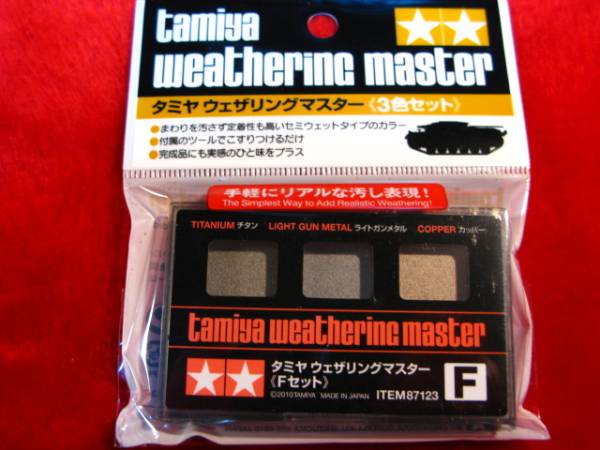 tamiya
weathering master
タミヤ ウェザリングマスター《3色セット》
●まわりを汚さず定着性も高いセミウェットタイプのカラー
●付属のツールでこすりつけるだけ
●完成品にも実感のひと味をプラス
手軽にリアルな汚し表現！
The Simplest Way to Add Realistic Weathering!
TITANIUM チタン LIGHT GUN METAL ライトガンメタル COPPER カッパー
tamiya weathering master
タミヤ ウェザリングマスター
《Fセット》
©2010TAMIYA MADE IN JAPAN ITEM87123
F